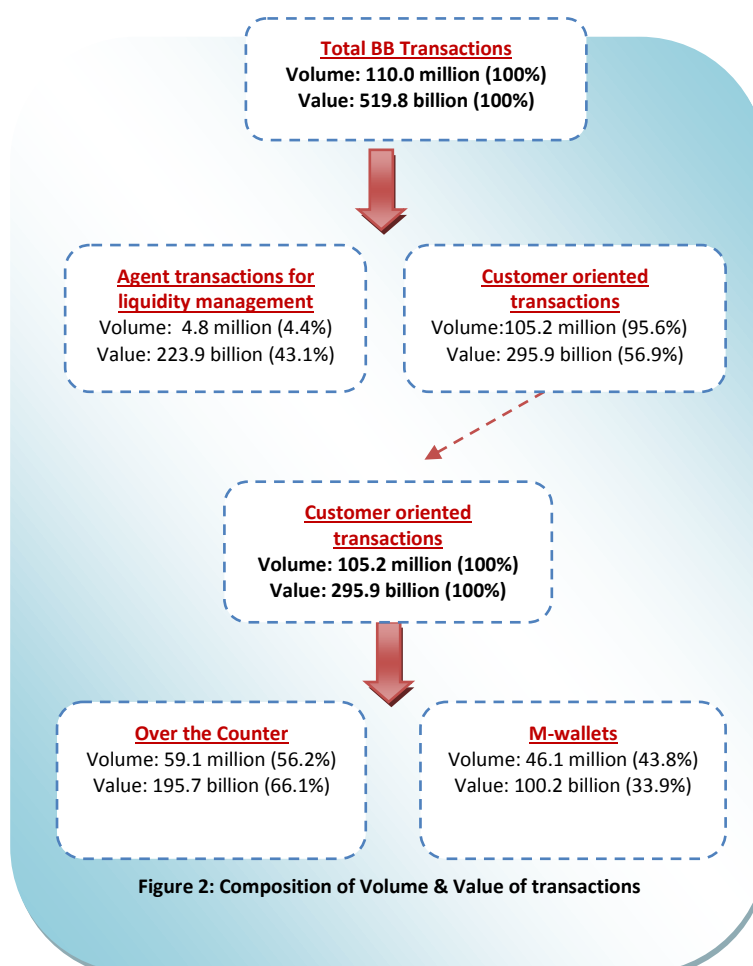 Total BB Transactions
Volume: 110.0 million (100%)
Value: 519.8 billion (100%)
Agent transactions for
liquidity management
Volume:  4.8 million (4.4%)
Value: 223.9 billion (43.1%)
Customer oriented
transactions
Volume:105.2 million (95.6%)
Value: 295.9 billion (56.9%)
Customer oriented
transactions
Volume: 105.2 million (100%)
Value: 295.9 billion (100%)
Over the Counter
Volume: 59.1 million (56.2%)
Value: 195.7 billion (66.1%)
M-wallets
Volume: 46.1 million (43.8%)
Value: 100.2 billion (33.9%)
Figure 2: Composition of Volume & Value of transactions